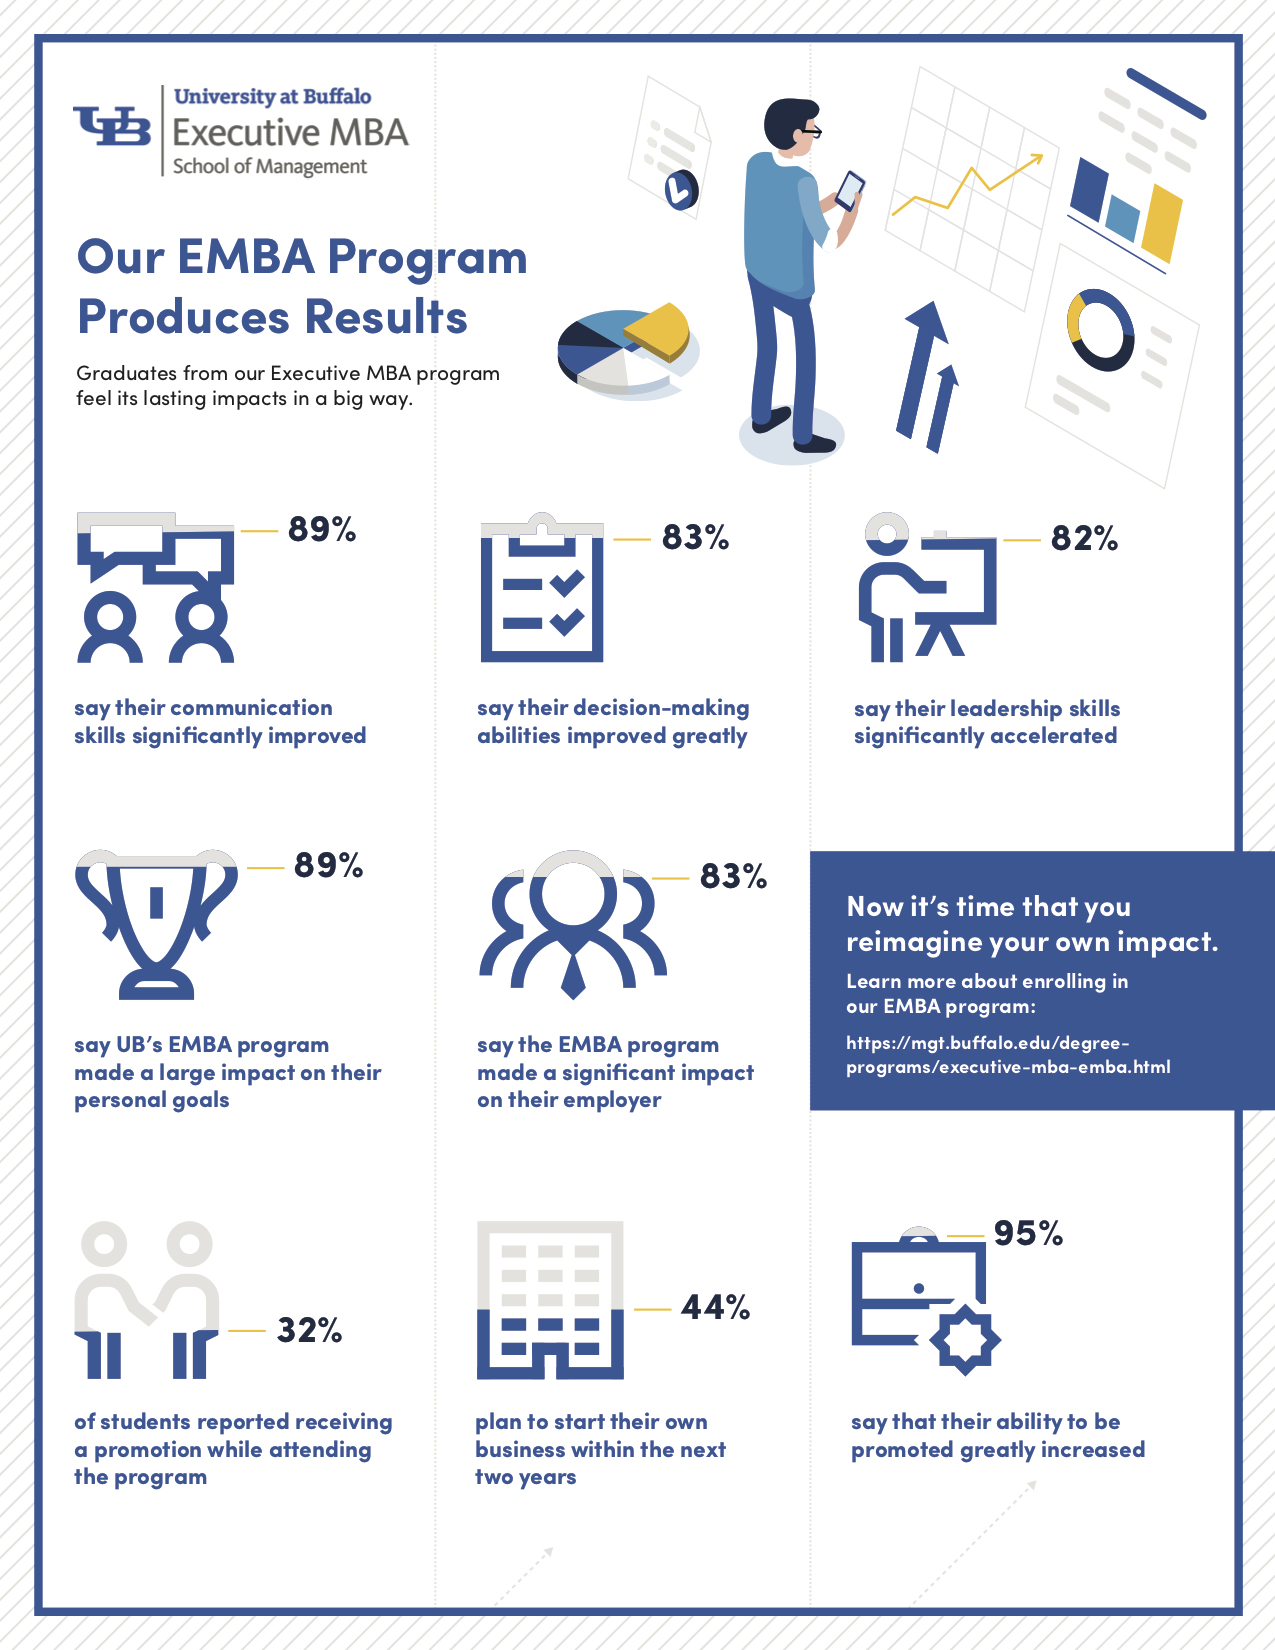 UB
University at Buffalo
Executive MBA
School of Management
Our EMBA Program
Produces Results
Graduates from our Executive MBA program
feel its lasting impacts in a big way.
89%
say their communication
skills significantly improved
83%
say their decision-making
abilities improved greatly
82%
say their leadership skills
significantly accelerated
89%
say UB’s EMBA program
made a large impact on their
personal goals
83%
say the EMBA program
made a significant impact
on their employer
Now it’s time that you
reimagine your own impact.
Learn more about enrolling in
our EMBA program:
https://mgt.buffalo.edu/degree-
programs/executive-mba-emba.html
32%
of students reported receiving
a promotion while attending
the program
44%
plan to start their own
business within the next
two years
95%
say that their ability to be
promoted greatly increased